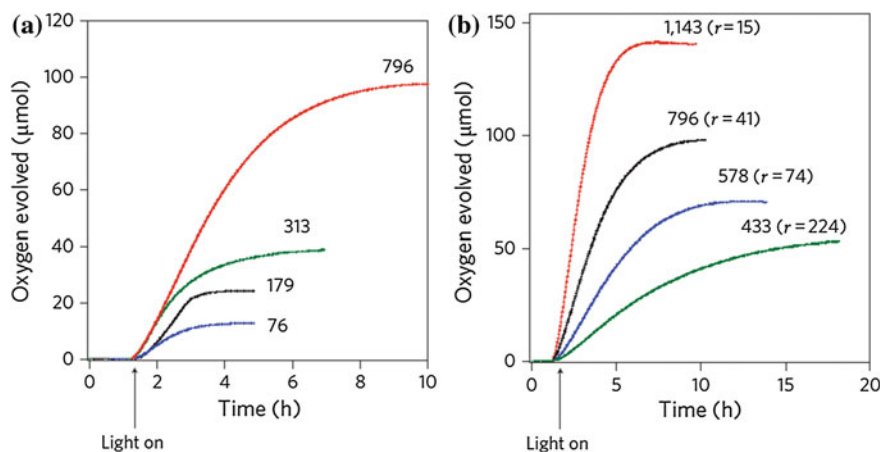 (a)
120
100
80
60
40
20
0
Oxygen evolved (μmol)
796
313
179
76
0 2 4 6 8 10
Time (h)
Light on
(b)
150
100
50
0
Oxygen evolved (μmol)
1,143 (r = 15)
796 (r = 41)
578 (r = 74)
433 (r = 224)
0 5 10 15 20
Time (h)
Light on